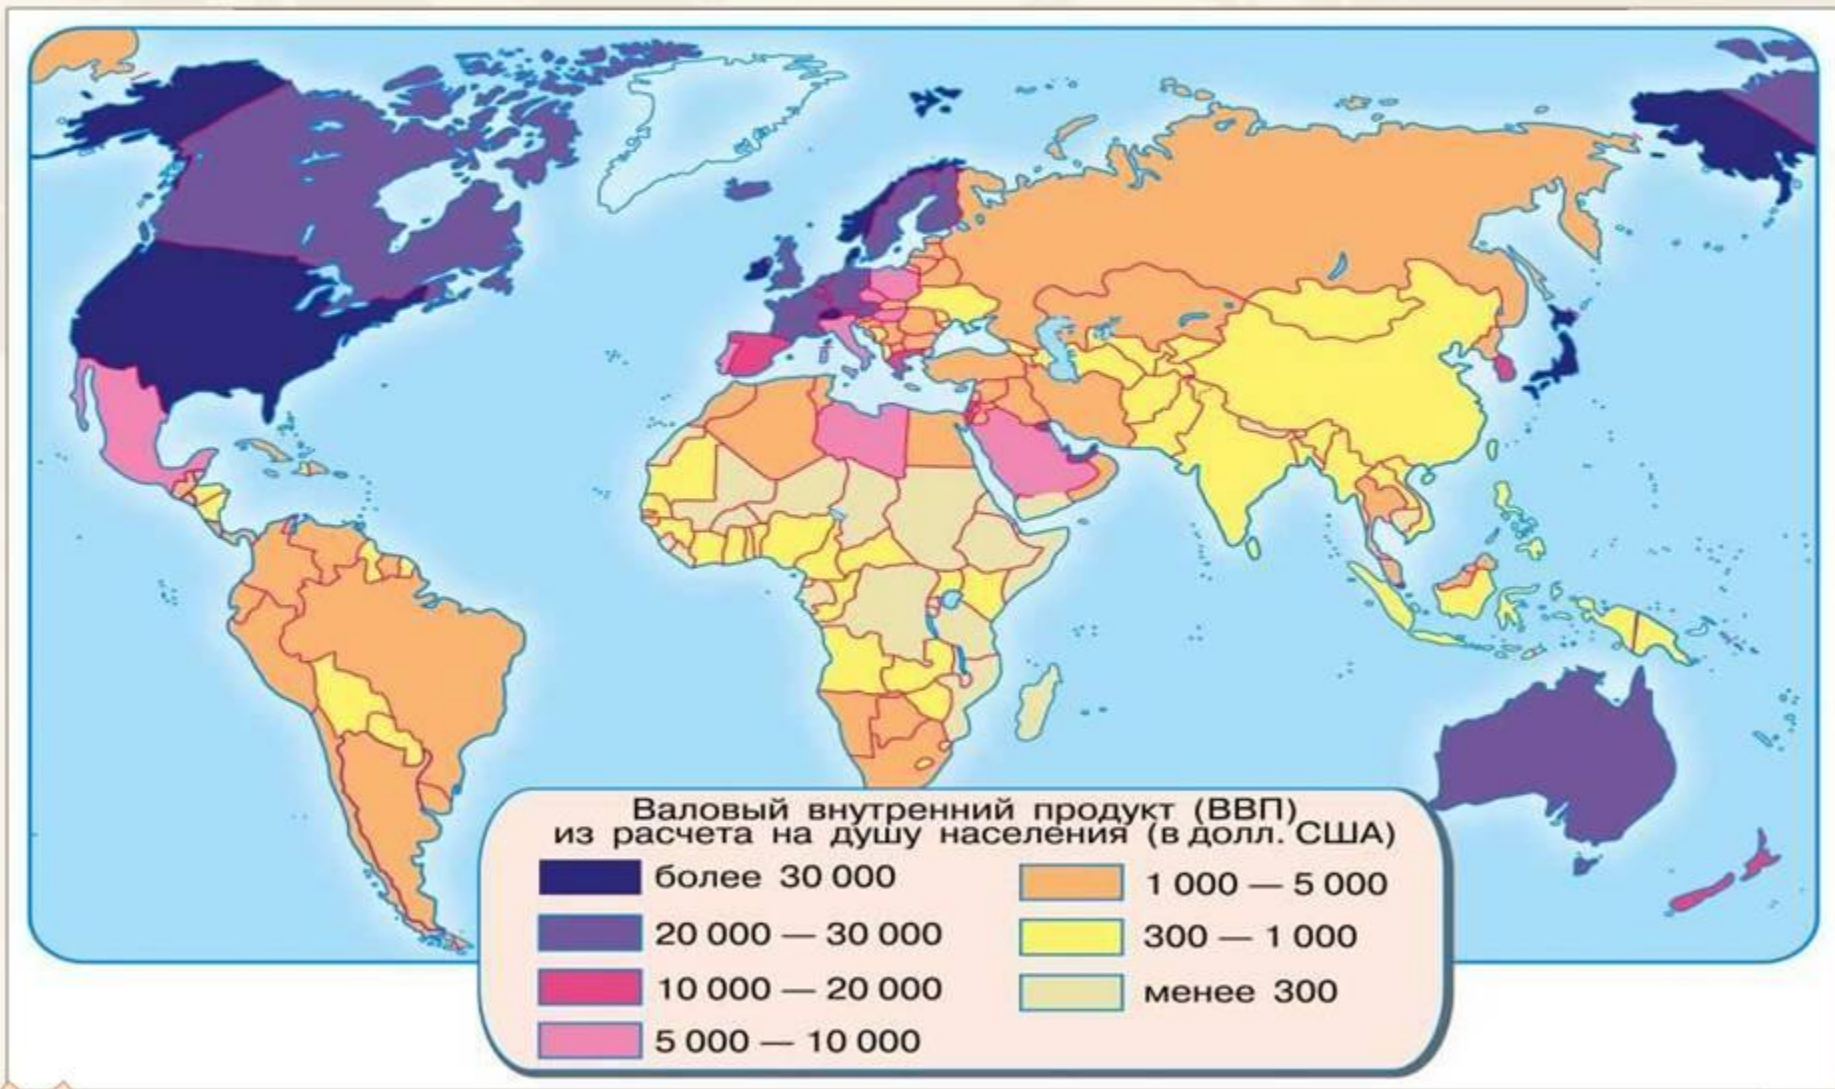 Валовый внутренний продукт (ВВП)
из расчета на душу населения (в долл. США)
более 30 000
20 000 — 30 000
10 000 — 20 000
5 000 — 10 000
1 000 — 5 000
300 — 1 000
менее 300